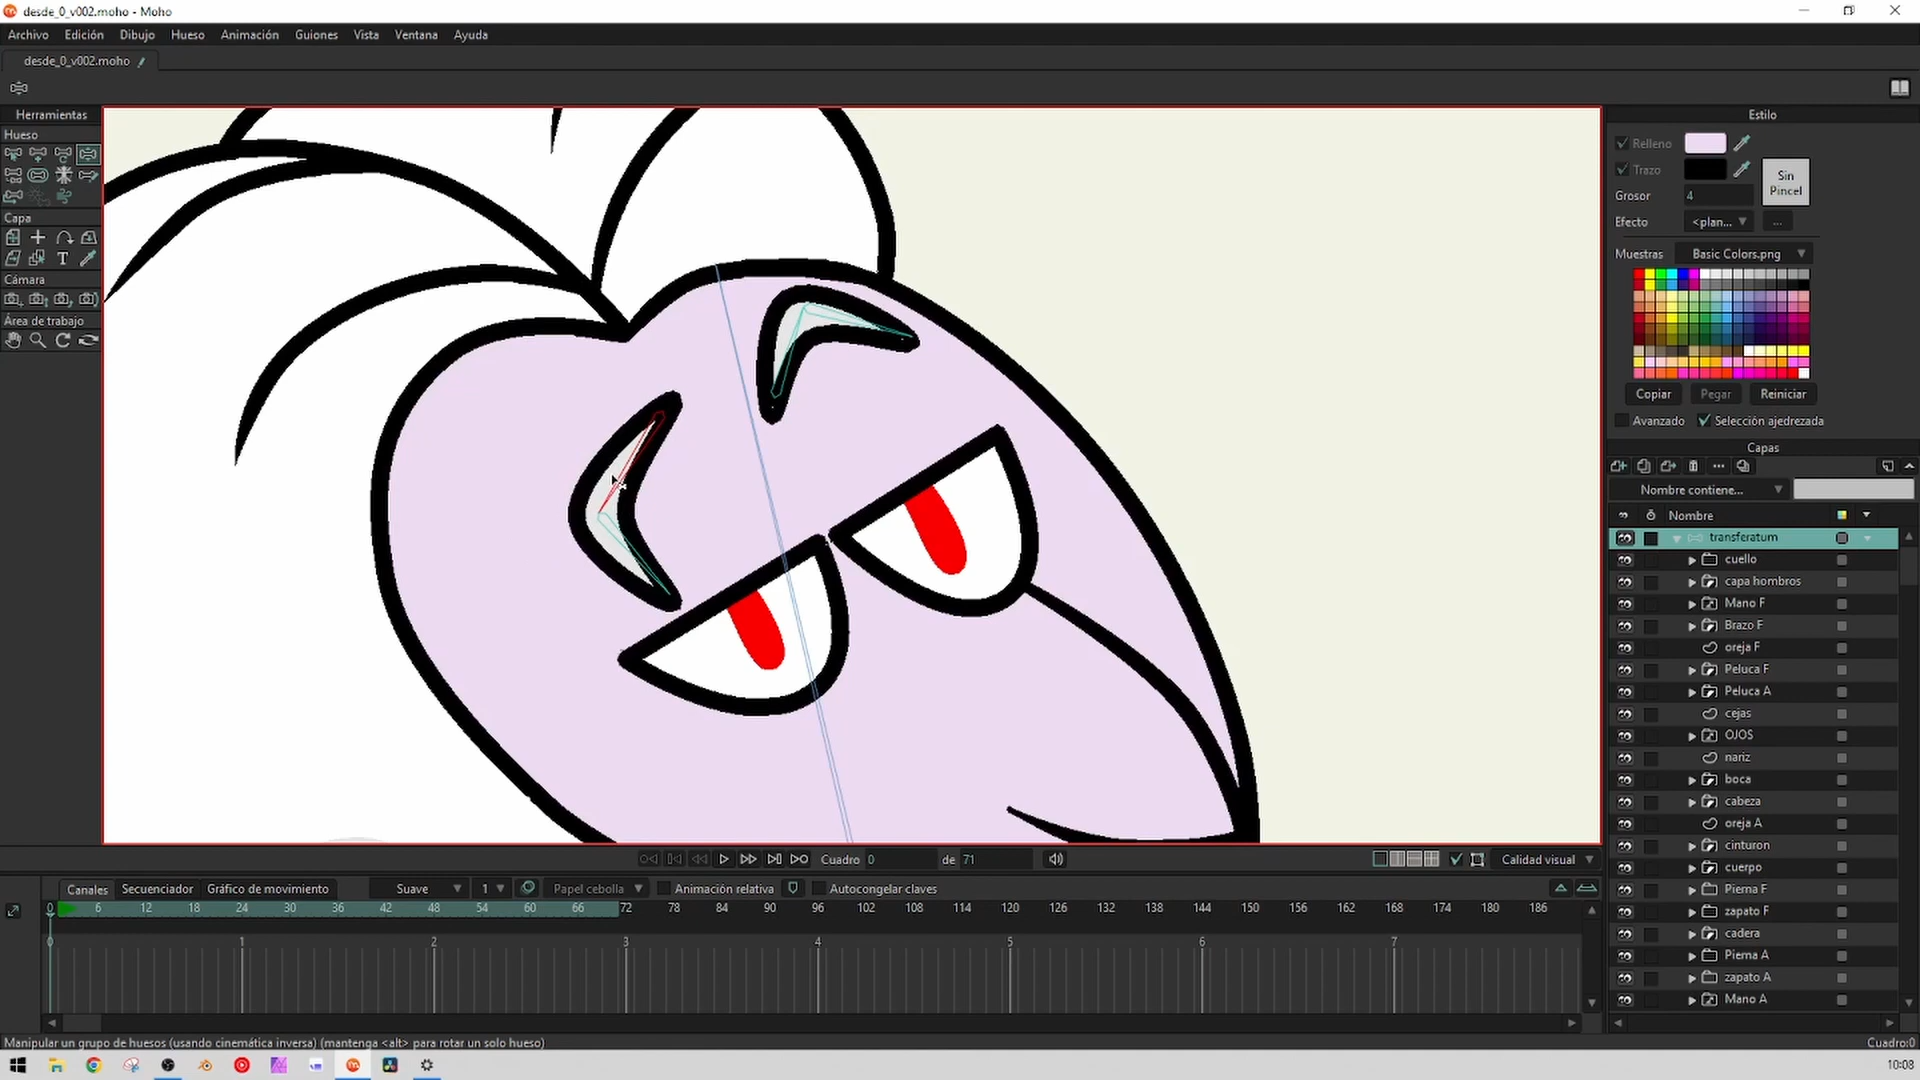 desde_0_v002.moho - Moho
Archivo Edición Dibujo Hueso Animación Guiones Vista Ventana Ayuda
desde_0_v002.moho
Herramientas
Hueso
Capa
T
Cámara
Área de trabajo
Estilo
Relleno
Trazo
Sin Pincel
Grosor 4
Efecto <plan... ...
Muestras Basic Colors.png
Copiar Pegar Reiniciar
Avanzado Selección ajedrezada
Capas
Nombre contiene...
Nombre
transferatum
cuello
capa hombros
Mano F
Brazo F
oreja F
Peluca F
Peluca A
cejas
OJOS
nariz
boca
cabeza
oreja A
cinturon
cuerpo
Pierna F
zapato F
cadera
Pierna A
zapato A
Mano A
Cuadro 0 de 71
Calidad visual
Canales Secuenciador Gráfico de movimiento Suave 1 Papel cebolla Animación relativa Autocongelar claves
0 6 12 18 24 30 36 42 48 54 60 66 72 78 84 90 96 102 108 114 120 126 132 138 144 150 156 162 168 174 180 186
0 1 2 3 4 5 6 7
Manipular un grupo de huesos (usando cinemática inversa) (mantenga <alt> para rotar un solo hueso)
Cuadro:0
10:08